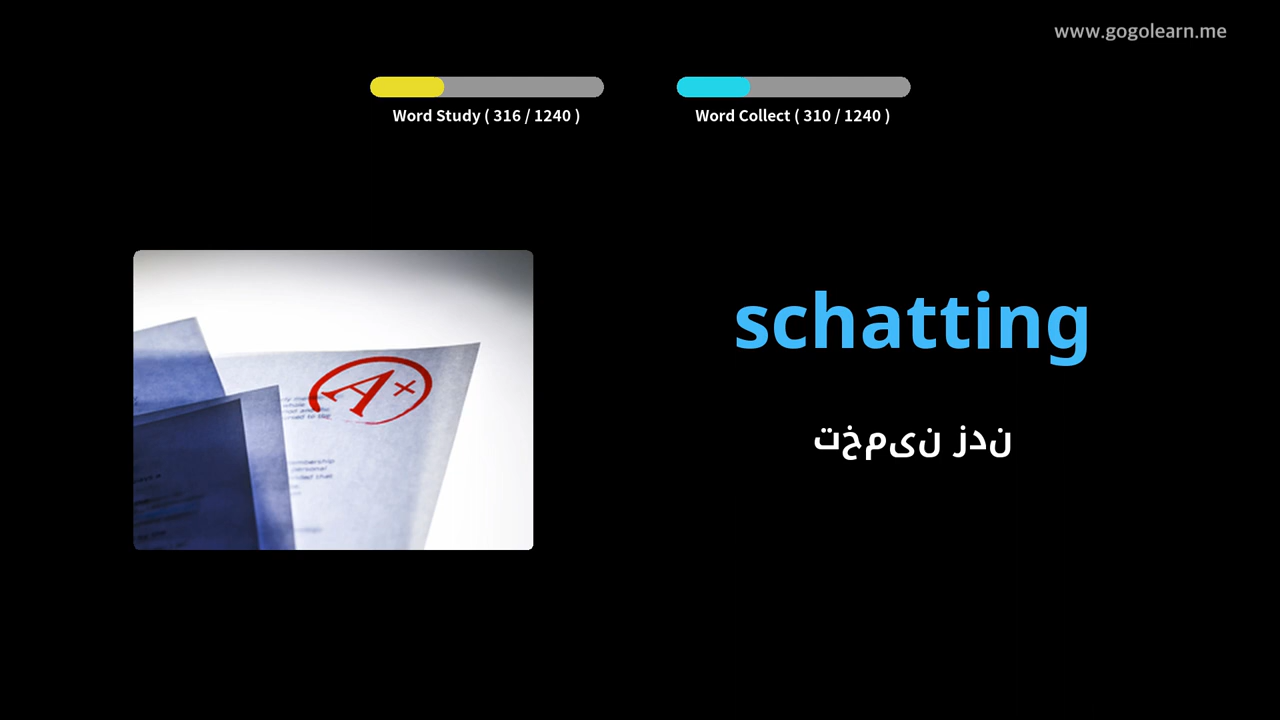 www.gogolearn.me
Word Study ( 316 / 1240 )
Word Collect ( 310 / 1240 )
A+
schatting
تخمین زدن